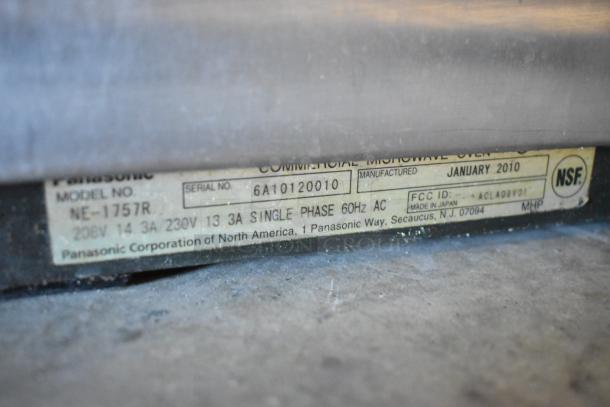 Panasonic COMMERCIAL MICROWAVE OVEN
MODEL NO. NE-1757R
SERIAL NO. 6A10120010
MANUFACTURED JANUARY 2010
NSF
208V 14 3A 230V 13 3A SINGLE PHASE 60Hz AC
FCC ID:
MADE IN JAPAN
MHP
Panasonic Corporation of North America, 1 Panasonic Way, Secaucus, N.J. 07094